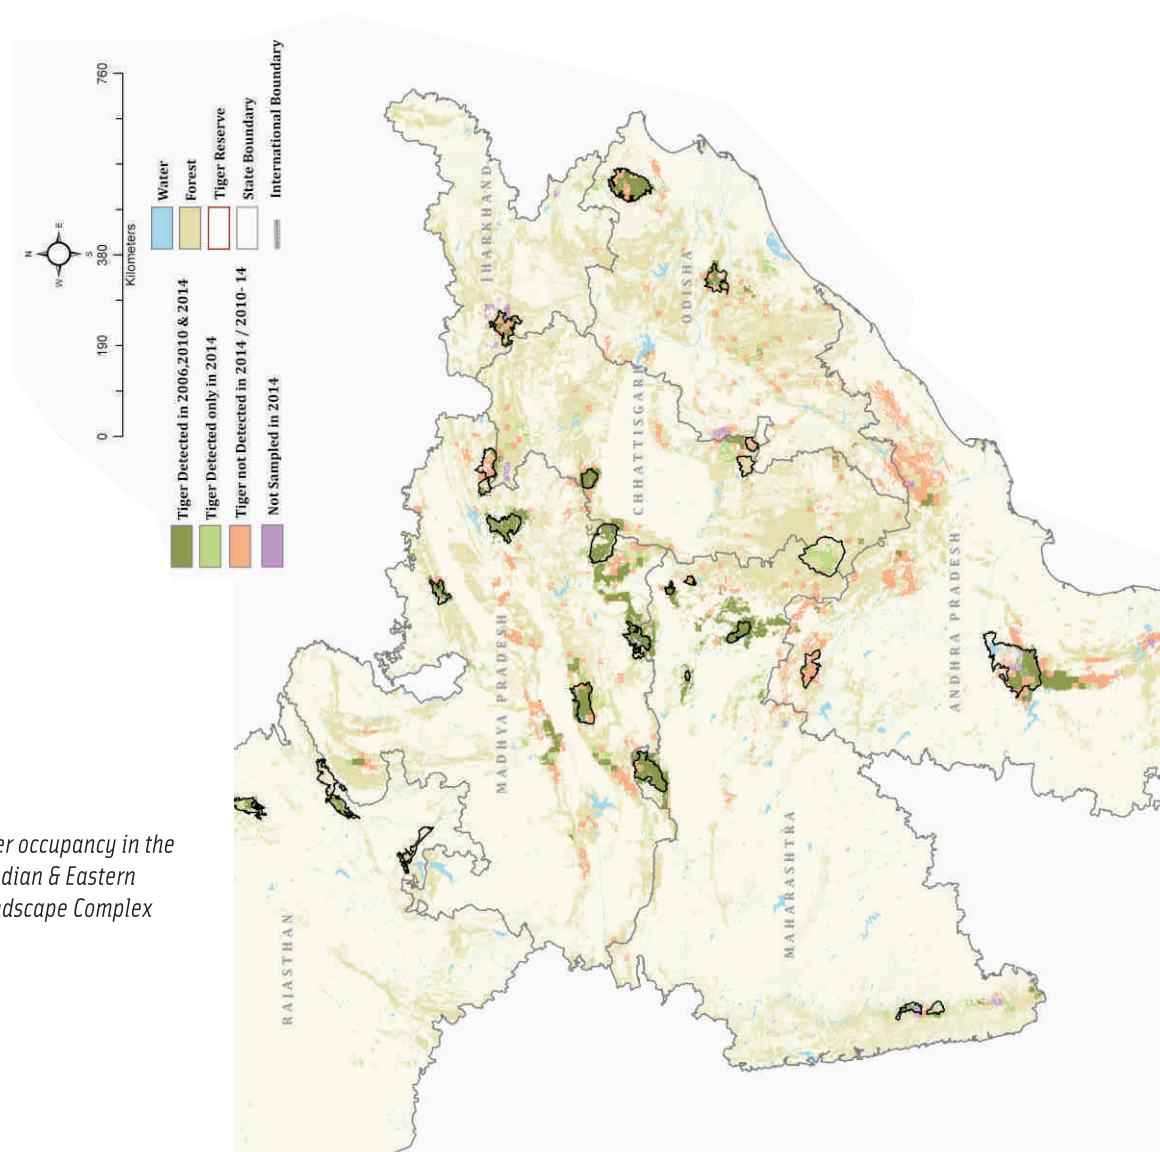 760
380
190
0
Kilometers
N
E
S
W
Water
Forest
Tiger Reserve
State Boundary
International Boundary
Tiger Detected in 2006,2010 & 2014
Tiger Detected only in 2014
Tiger not Detected in 2014 / 2010- 14
Not Sampled in 2014
JHARKHAND
ODISHA
CHHATTISGARH
MADHYA PRADESH
ANDHRA PRADESH
MAHARASHTRA
RAJASTHAN
er occupancy in the
dian & Eastern
ndscape Complex